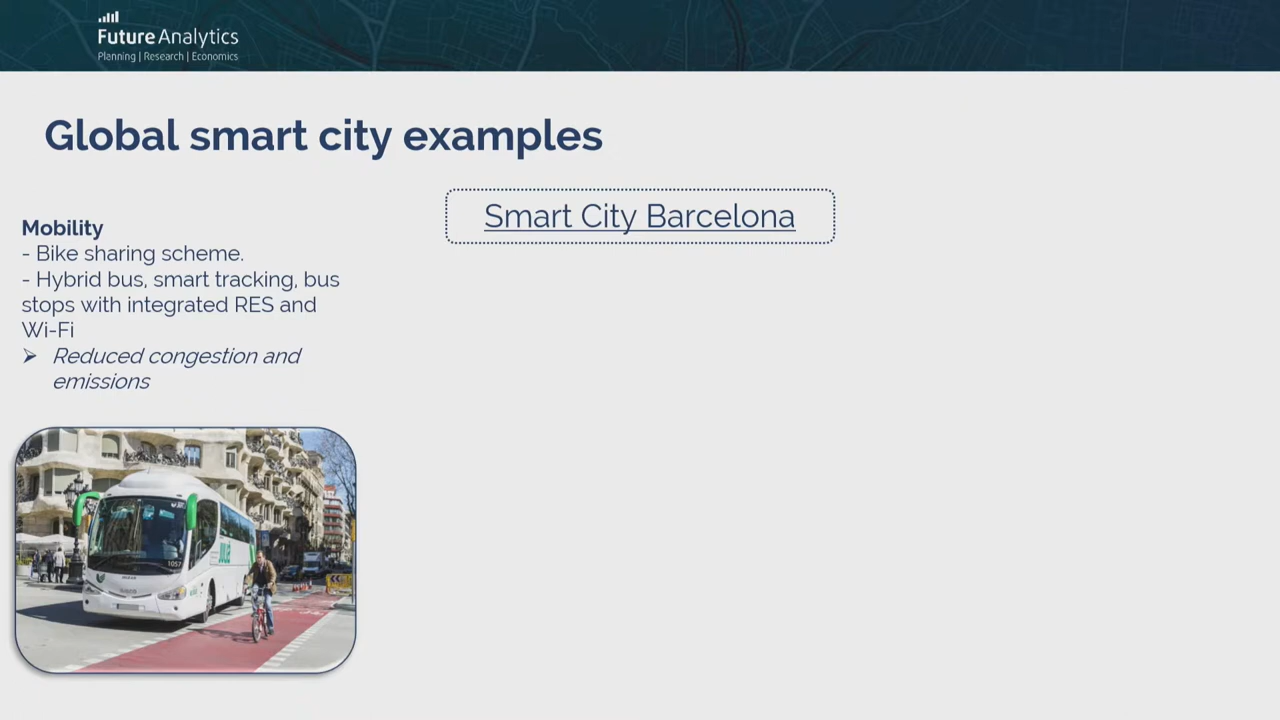 Future Analytics
Planning | Research | Economics
Global smart city examples
Smart City Barcelona
Mobility
- Bike sharing scheme.
- Hybrid bus, smart tracking, bus
stops with integrated RES and
Wi-Fi
➢ Reduced congestion and
emissions
1057